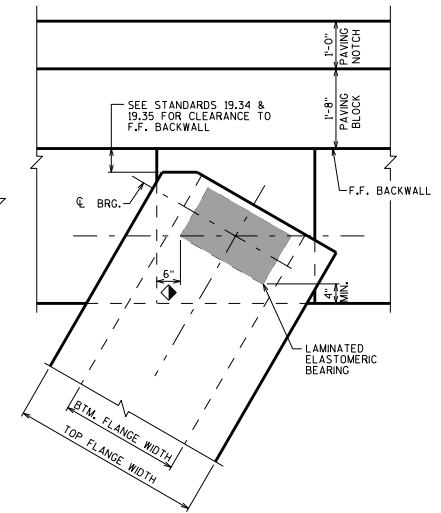 1'-0"
PAVING
NOTCH
1'-8"
PAVING
BLOCK
SEE STANDARDS 19.34 &
19.35 FOR CLEARANCE TO
F.F. BACKWALL
F.F. BACKWALL
℄ BRG.
6"
4"
MIN.
LAMINATED
ELASTOMERIC
BEARING
BTM. FLANGE WIDTH
TOP FLANGE WIDTH